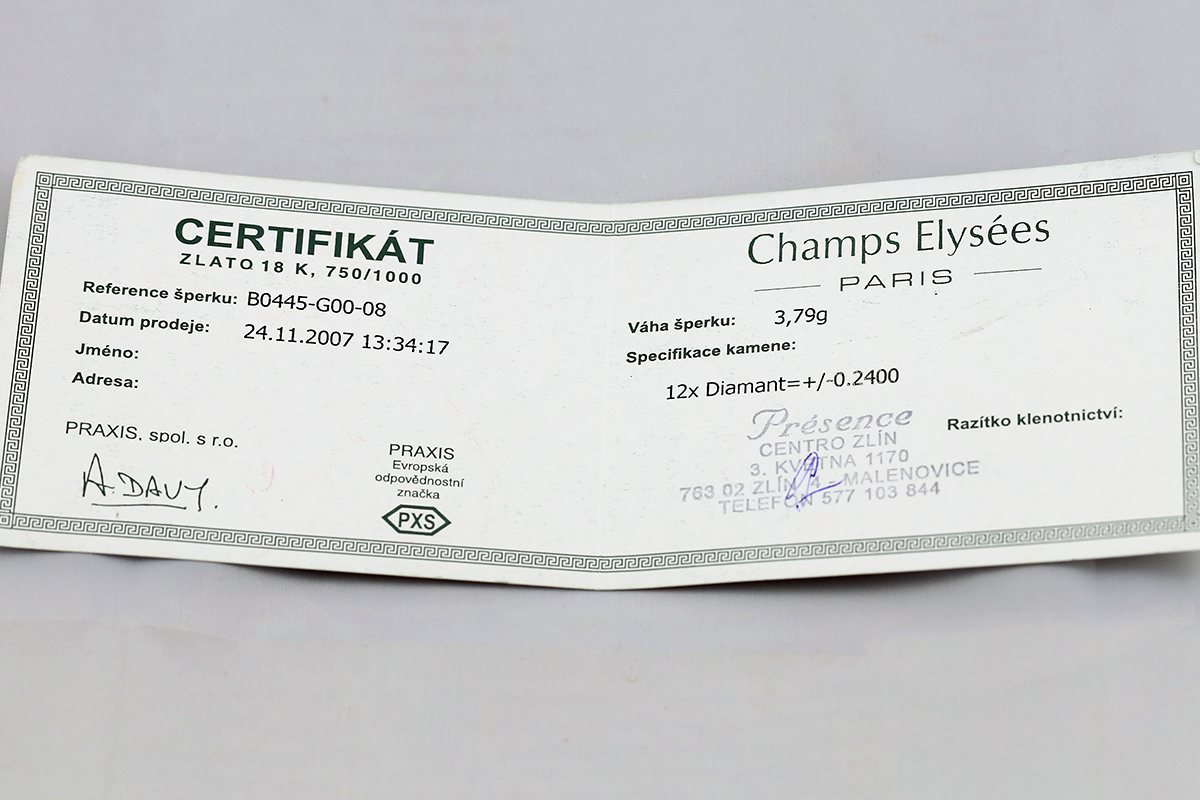 CERTIFIKÁT
ZLATO 18 K, 750/1000
Reference šperku: B0445-G00-08
Datum prodeje: 24.11.2007 13:34:17
Jméno:
Adresa:
PRAXIS, spol. s r.o.
A. DAVY.
PRAXIS
Evropská
odpovědnostní
značka
PXS
Champs Elysées
PARIS
Váha šperku: 3,79g
Specifikace kamene:
12x Diamant=+/-0.2400
Razítko klenotnictví:
Présence
CENTRO ZLÍN
3. KVĚTNA 1170
763 02 ZLÍN 4 - MALENOVICE
TELEFON 577 103 844